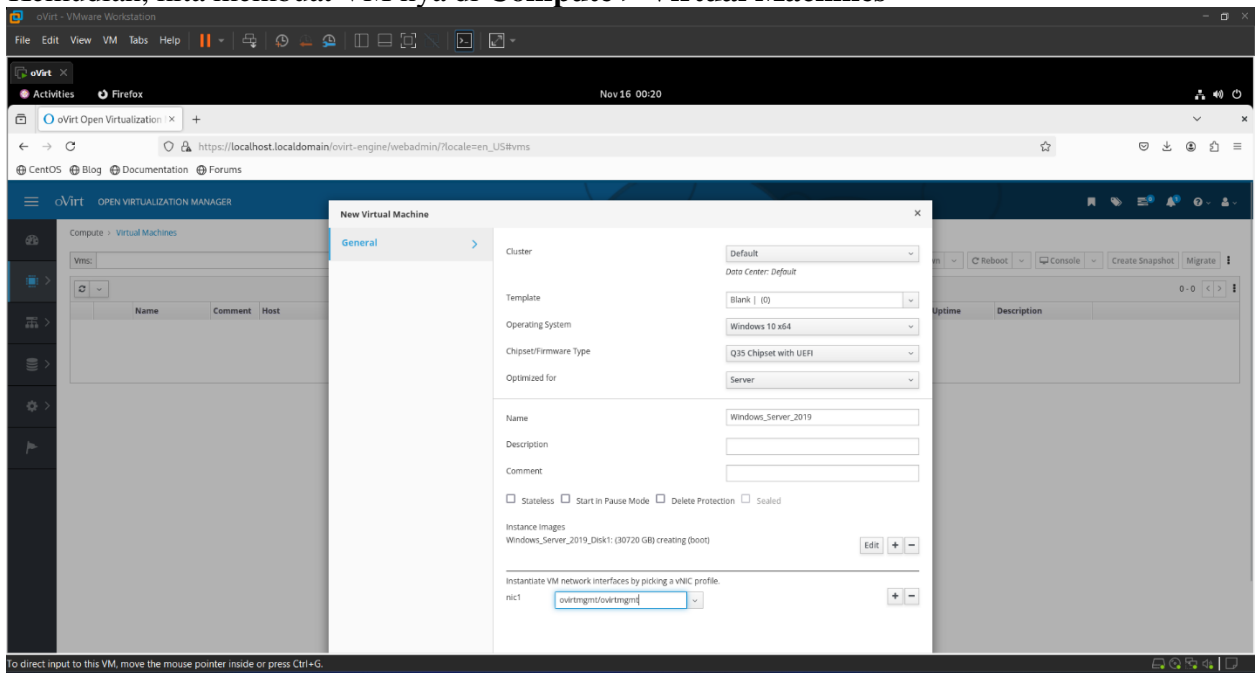 Kemudian, kita membuat VM nya di Compute > Virtual Machines
oVirt - VMware Workstation
File Edit View VM Tabs Help
oVirt
Activities Firefox Nov 16 00:20
oVirt Open Virtualization
https://localhost.localdomain/ovirt-engine/webadmin/?locale=en_US#vms
CentOS Blog Documentation Forums
oVirt OPEN VIRTUALIZATION MANAGER
New Virtual Machine
Compute > Virtual Machines
General
Vms:
Reboot Console Create Snapshot Migrate
0-0
Name Comment Host Uptime Description
Cluster Default
Data Center: Default
Template Blank | (0)
Operating System Windows 10 x64
Chipset/Firmware Type Q35 Chipset with UEFI
Optimized for Server
Name Windows_Server_2019
Description
Comment
Stateless Start in Pause Mode Delete Protection Sealed
Instance Images
Windows_Server_2019_Disk1: (30720 GB) creating (boot) Edit + −
Instantiate VM network interfaces by picking a vNIC profile.
nic1 ovirtmgmt/ovirtmgmt + −
To direct input to this VM, move the mouse pointer inside or press Ctrl+G.